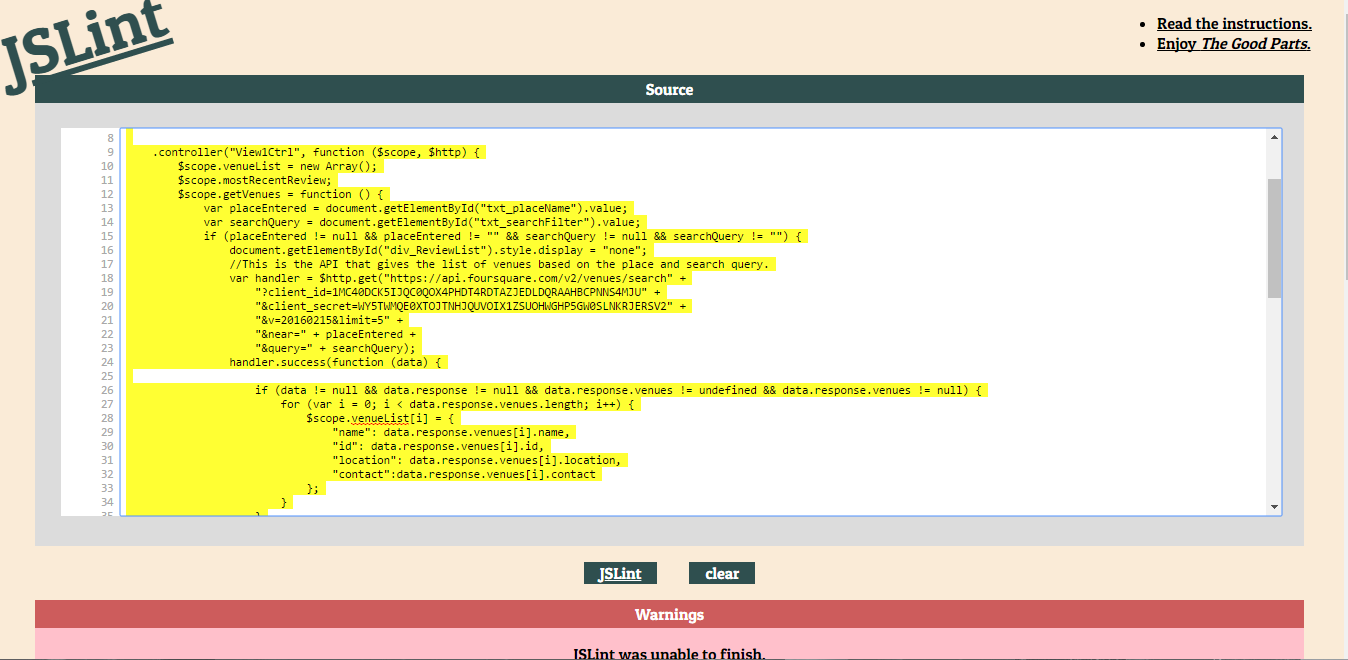 JSLint
Read the instructions.
Enjoy The Good Parts.
Source
8
9 .controller("View1Ctrl", function ($scope, $http) {
10 $scope.venueList = new Array();
11 $scope.mostRecentReview;
12 $scope.getVenues = function () {
13 var placeEntered = document.getElementById("txt_placeName").value;
14 var searchQuery = document.getElementById("txt_searchFilter").value;
15 if (placeEntered != null && placeEntered != "" && searchQuery != null && searchQuery != "") {
16 document.getElementById("div_ReviewList").style.display = "none";
17 //This is the API that gives the list of venues based on the place and search query.
18 var handler = $http.get("https://api.foursquare.com/v2/venues/search" +
19 "?client_id=1MC40DCK5IJQC0QOX4PHDT4RDTAZJEDLDQRAAHBCPNNS4MJU" +
20 "&client_secret=WY5TWMQE0XTOJTNHJQUVOIX1ZSUOHWGHP5GW0SLNKRJERSV2" +
21 "&v=20160215&limit=5" +
22 "&near=" + placeEntered +
23 "&query=" + searchQuery);
24 handler.success(function (data) {
25
26 if (data != null && data.response != null && data.response.venues != undefined && data.response.venues != null) {
27 for (var i = 0; i < data.response.venues.length; i++) {
28 $scope.venueList[i] = {
29 "name": data.response.venues[i].name,
30 "id": data.response.venues[i].id,
31 "location": data.response.venues[i].location,
32 "contact":data.response.venues[i].contact
33 };
34 }
35 }
JSLint clear
Warnings
JSLint was unable to finish.